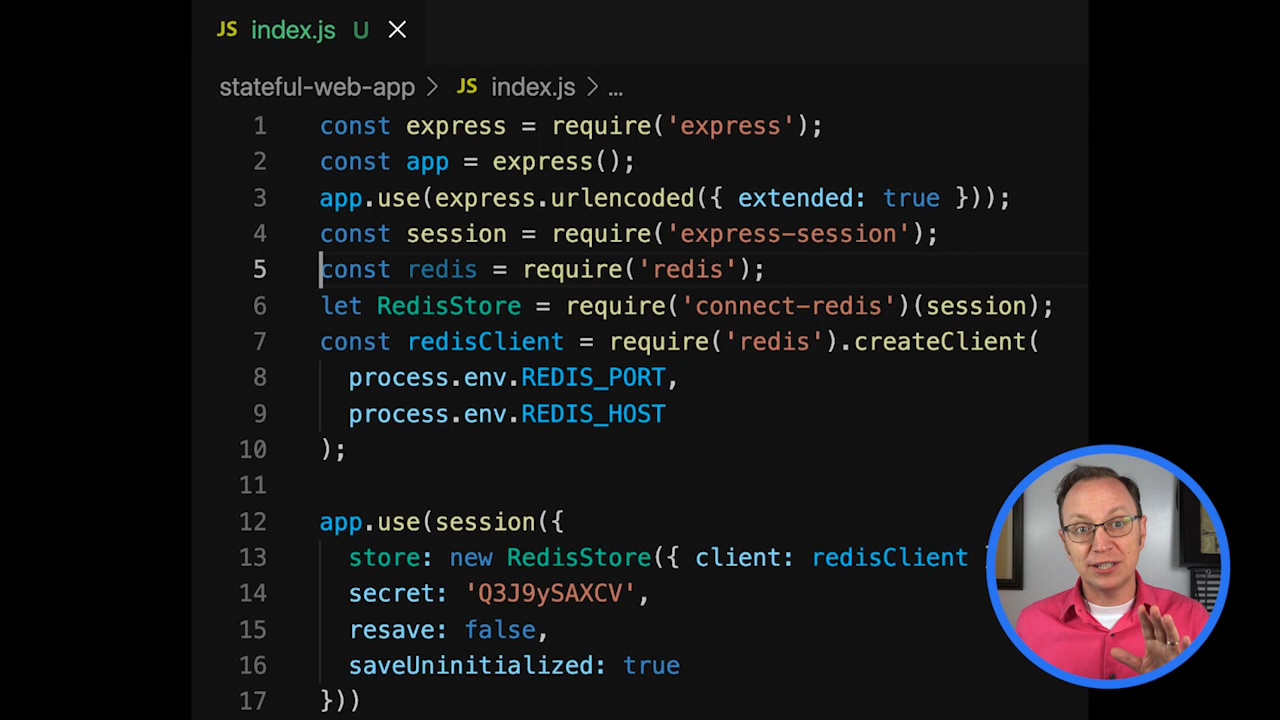 JS index.js U ×
stateful-web-app > JS index.js > ...
1 const express = require('express');
2 const app = express();
3 app.use(express.urlencoded({ extended: true }));
4 const session = require('express-session');
5 const redis = require('redis');
6 let RedisStore = require('connect-redis')(session);
7 const redisClient = require('redis').createClient(
8   process.env.REDIS_PORT,
9   process.env.REDIS_HOST
10 );
11
12 app.use(session({
13   store: new RedisStore({ client: redisClient }
14   secret: 'Q3J9ySAXCV',
15   resave: false,
16   saveUninitialized: true
17 }))